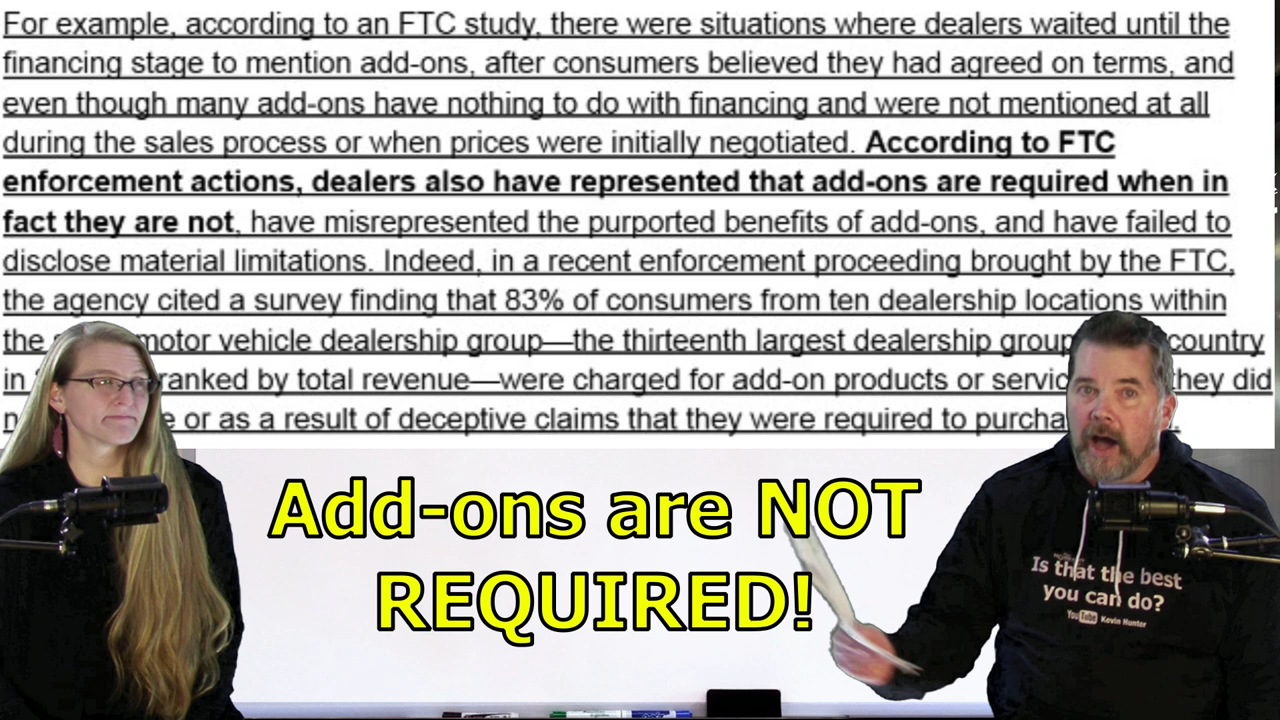 For example, according to an FTC study, there were situations where dealers waited until the
financing stage to mention add-ons, after consumers believed they had agreed on terms, and
even though many add-ons have nothing to do with financing and were not mentioned at all
during the sales process or when prices were initially negotiated. According to FTC
enforcement actions, dealers also have represented that add-ons are required when in
fact they are not, have misrepresented the purported benefits of add-ons, and have failed to
disclose material limitations. Indeed, in a recent enforcement proceeding brought by the FTC,
the agency cited a survey finding that 83% of consumers from ten dealership locations within
the motor vehicle dealership group—the thirteenth largest dealership group country
in ranked by total revenue—were charged for add-on products or they did
or as a result of deceptive claims that they were required to
Add-ons are NOT
REQUIRED!
Is that the best
you can do?
YouTube Kevin Hunter